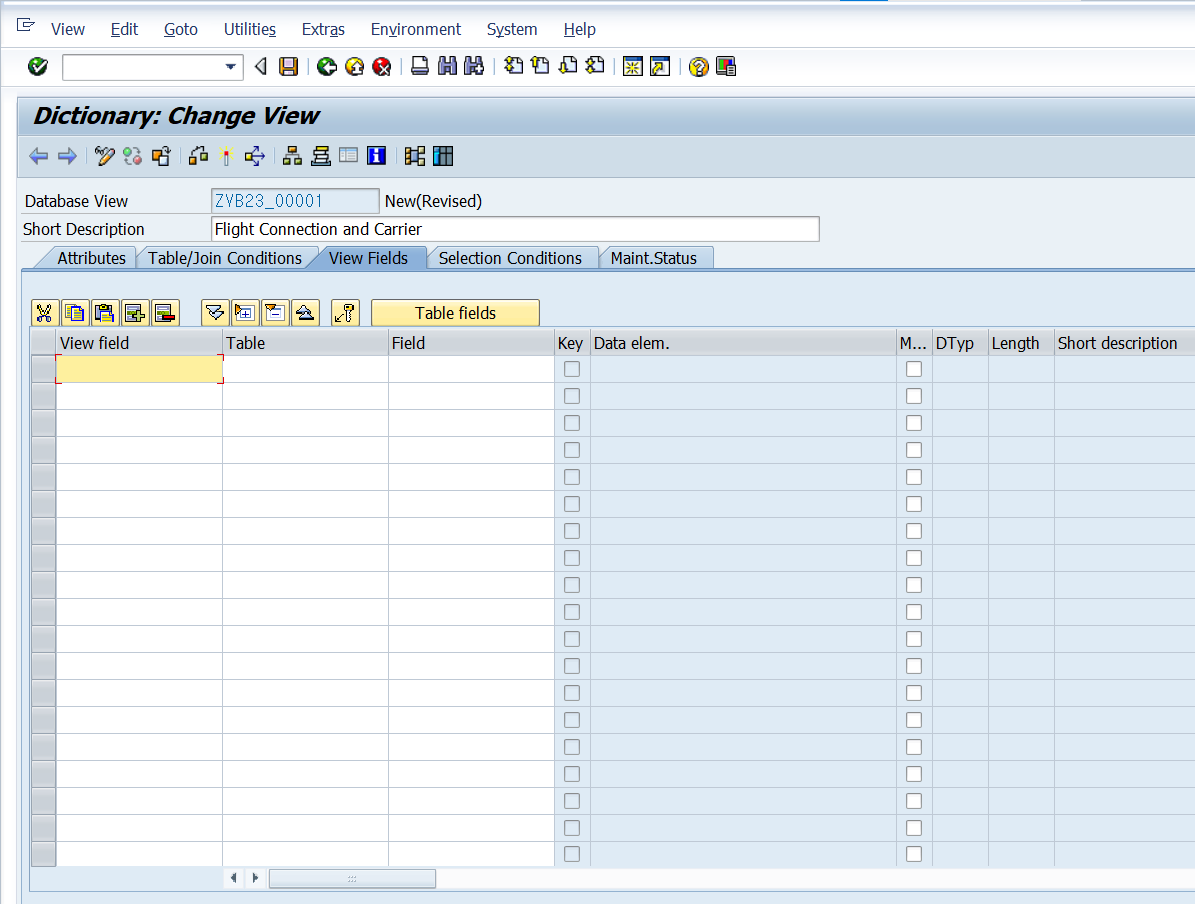 View Edit Goto Utilities Extras Environment System Help
Dictionary: Change View
Database View ZVB23_00001 New(Revised)
Short Description Flight Connection and Carrier
Attributes Table/Join Conditions View Fields Selection Conditions Maint.Status
Table fields
View field Table Field Key Data elem. M... DTyp Length Short description